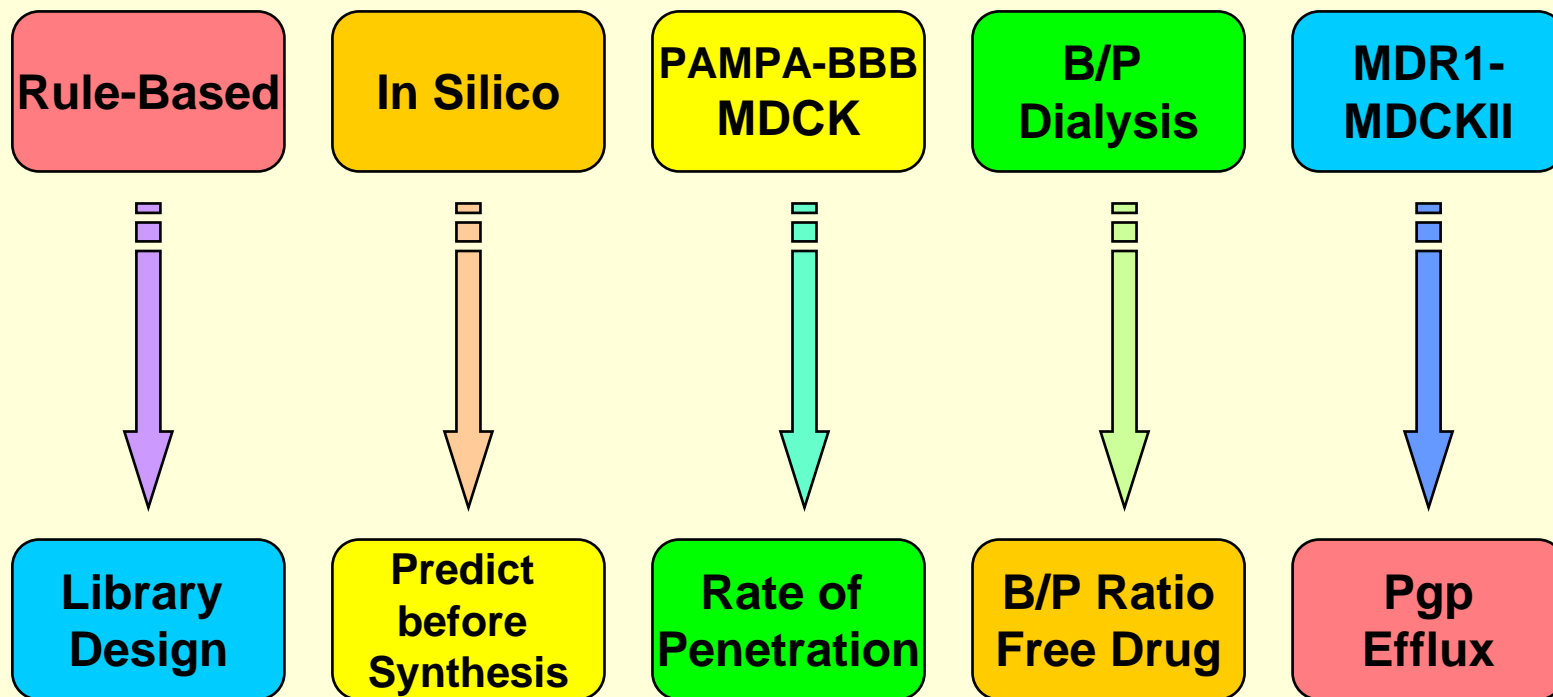 Rule-Based
In Silico
PAMPA-BBB
MDCK
B/P
Dialysis
MDR1-
MDCKII
Library
Design
Predict
before
Synthesis
Rate of
Penetration
B/P Ratio
Free Drug
Pgp
Efflux